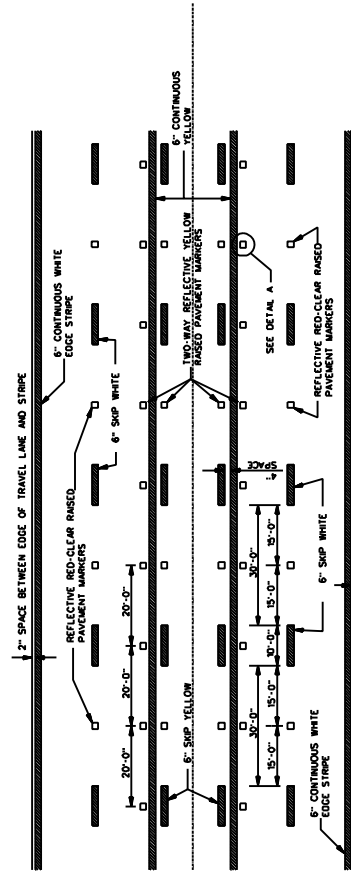 2" SPACE BETWEEN EDGE OF TRAVEL LANE AND STRIPE
6" CONTINUOUS WHITE
EDGE STRIPE
REFLECTIVE RED-CLEAR RAISED
PAVEMENT MARKERS
6" SKIP WHITE
20'-0"
20'-0"
20'-0"
TWO-WAY REFLECTIVE YELLOW
RAISED PAVEMENT MARKERS
6" CONTINUOUS
YELLOW
6" SKIP YELLOW
4"
SPACE
SEE DETAIL A
30'-0"
30'-0"
15'-0"
15'-0"
10'-0"
15'-0"
15'-0"
REFLECTIVE RED-CLEAR RAISED
PAVEMENT MARKERS
6" SKIP WHITE
6" CONTINUOUS WHITE
EDGE STRIPE